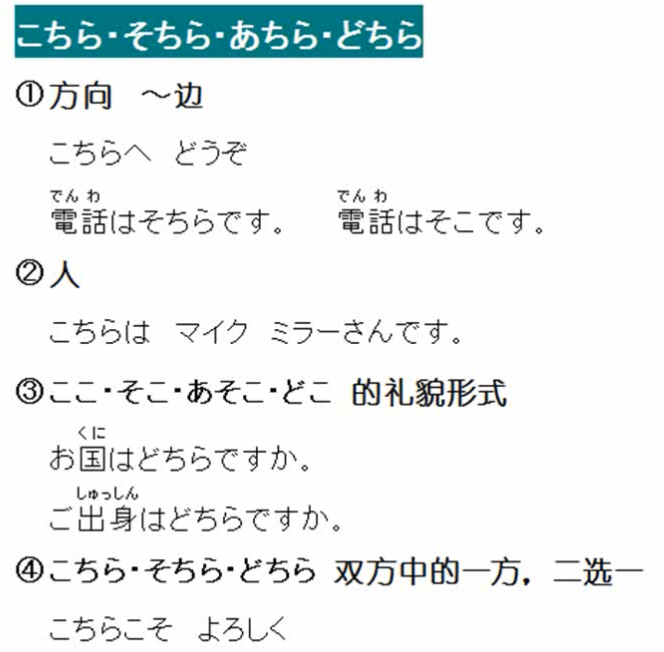 こちら・そちら・あちら・どちら
①方向　～边
こちらへ　どうぞ
でんわ　でんわ
電話はそちらです。　電話はそこです。
②人
こちらは　マイク　ミラーさんです。
③ここ・そこ・あそこ・どこ 的礼貌形式
くに
お国はどちらですか。
しゅっしん
ご出身はどちらですか。
④こちら・そちら・どちら 双方中的一方，二选一
こちらこそ　よろしく